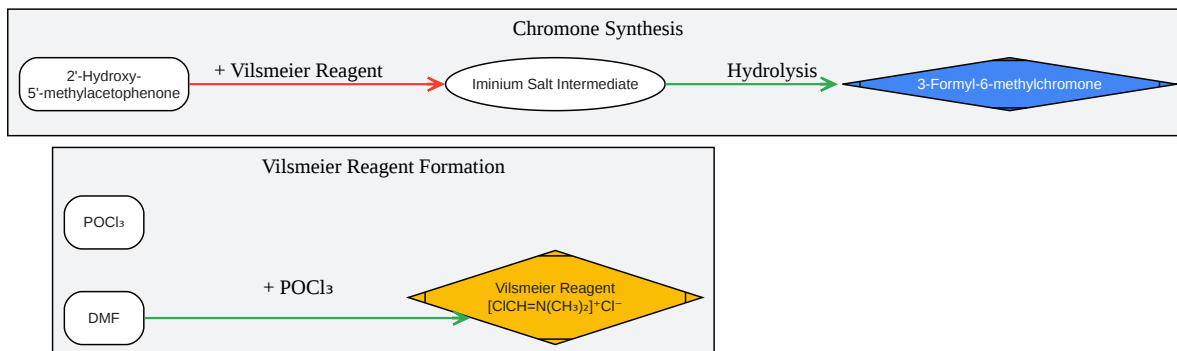 Chromone Synthesis
2'-Hydroxy-
5'-methylacetophenone
+ Vilsmeier Reagent
Iminium Salt Intermediate
Hydrolysis
3-Formyl-6-methylchromone
Vilsmeier Reagent Formation
POCl₃
DMF
+ POCl₃
Vilsmeier Reagent
[ClCH=N(CH₃)₂]⁺Cl⁻